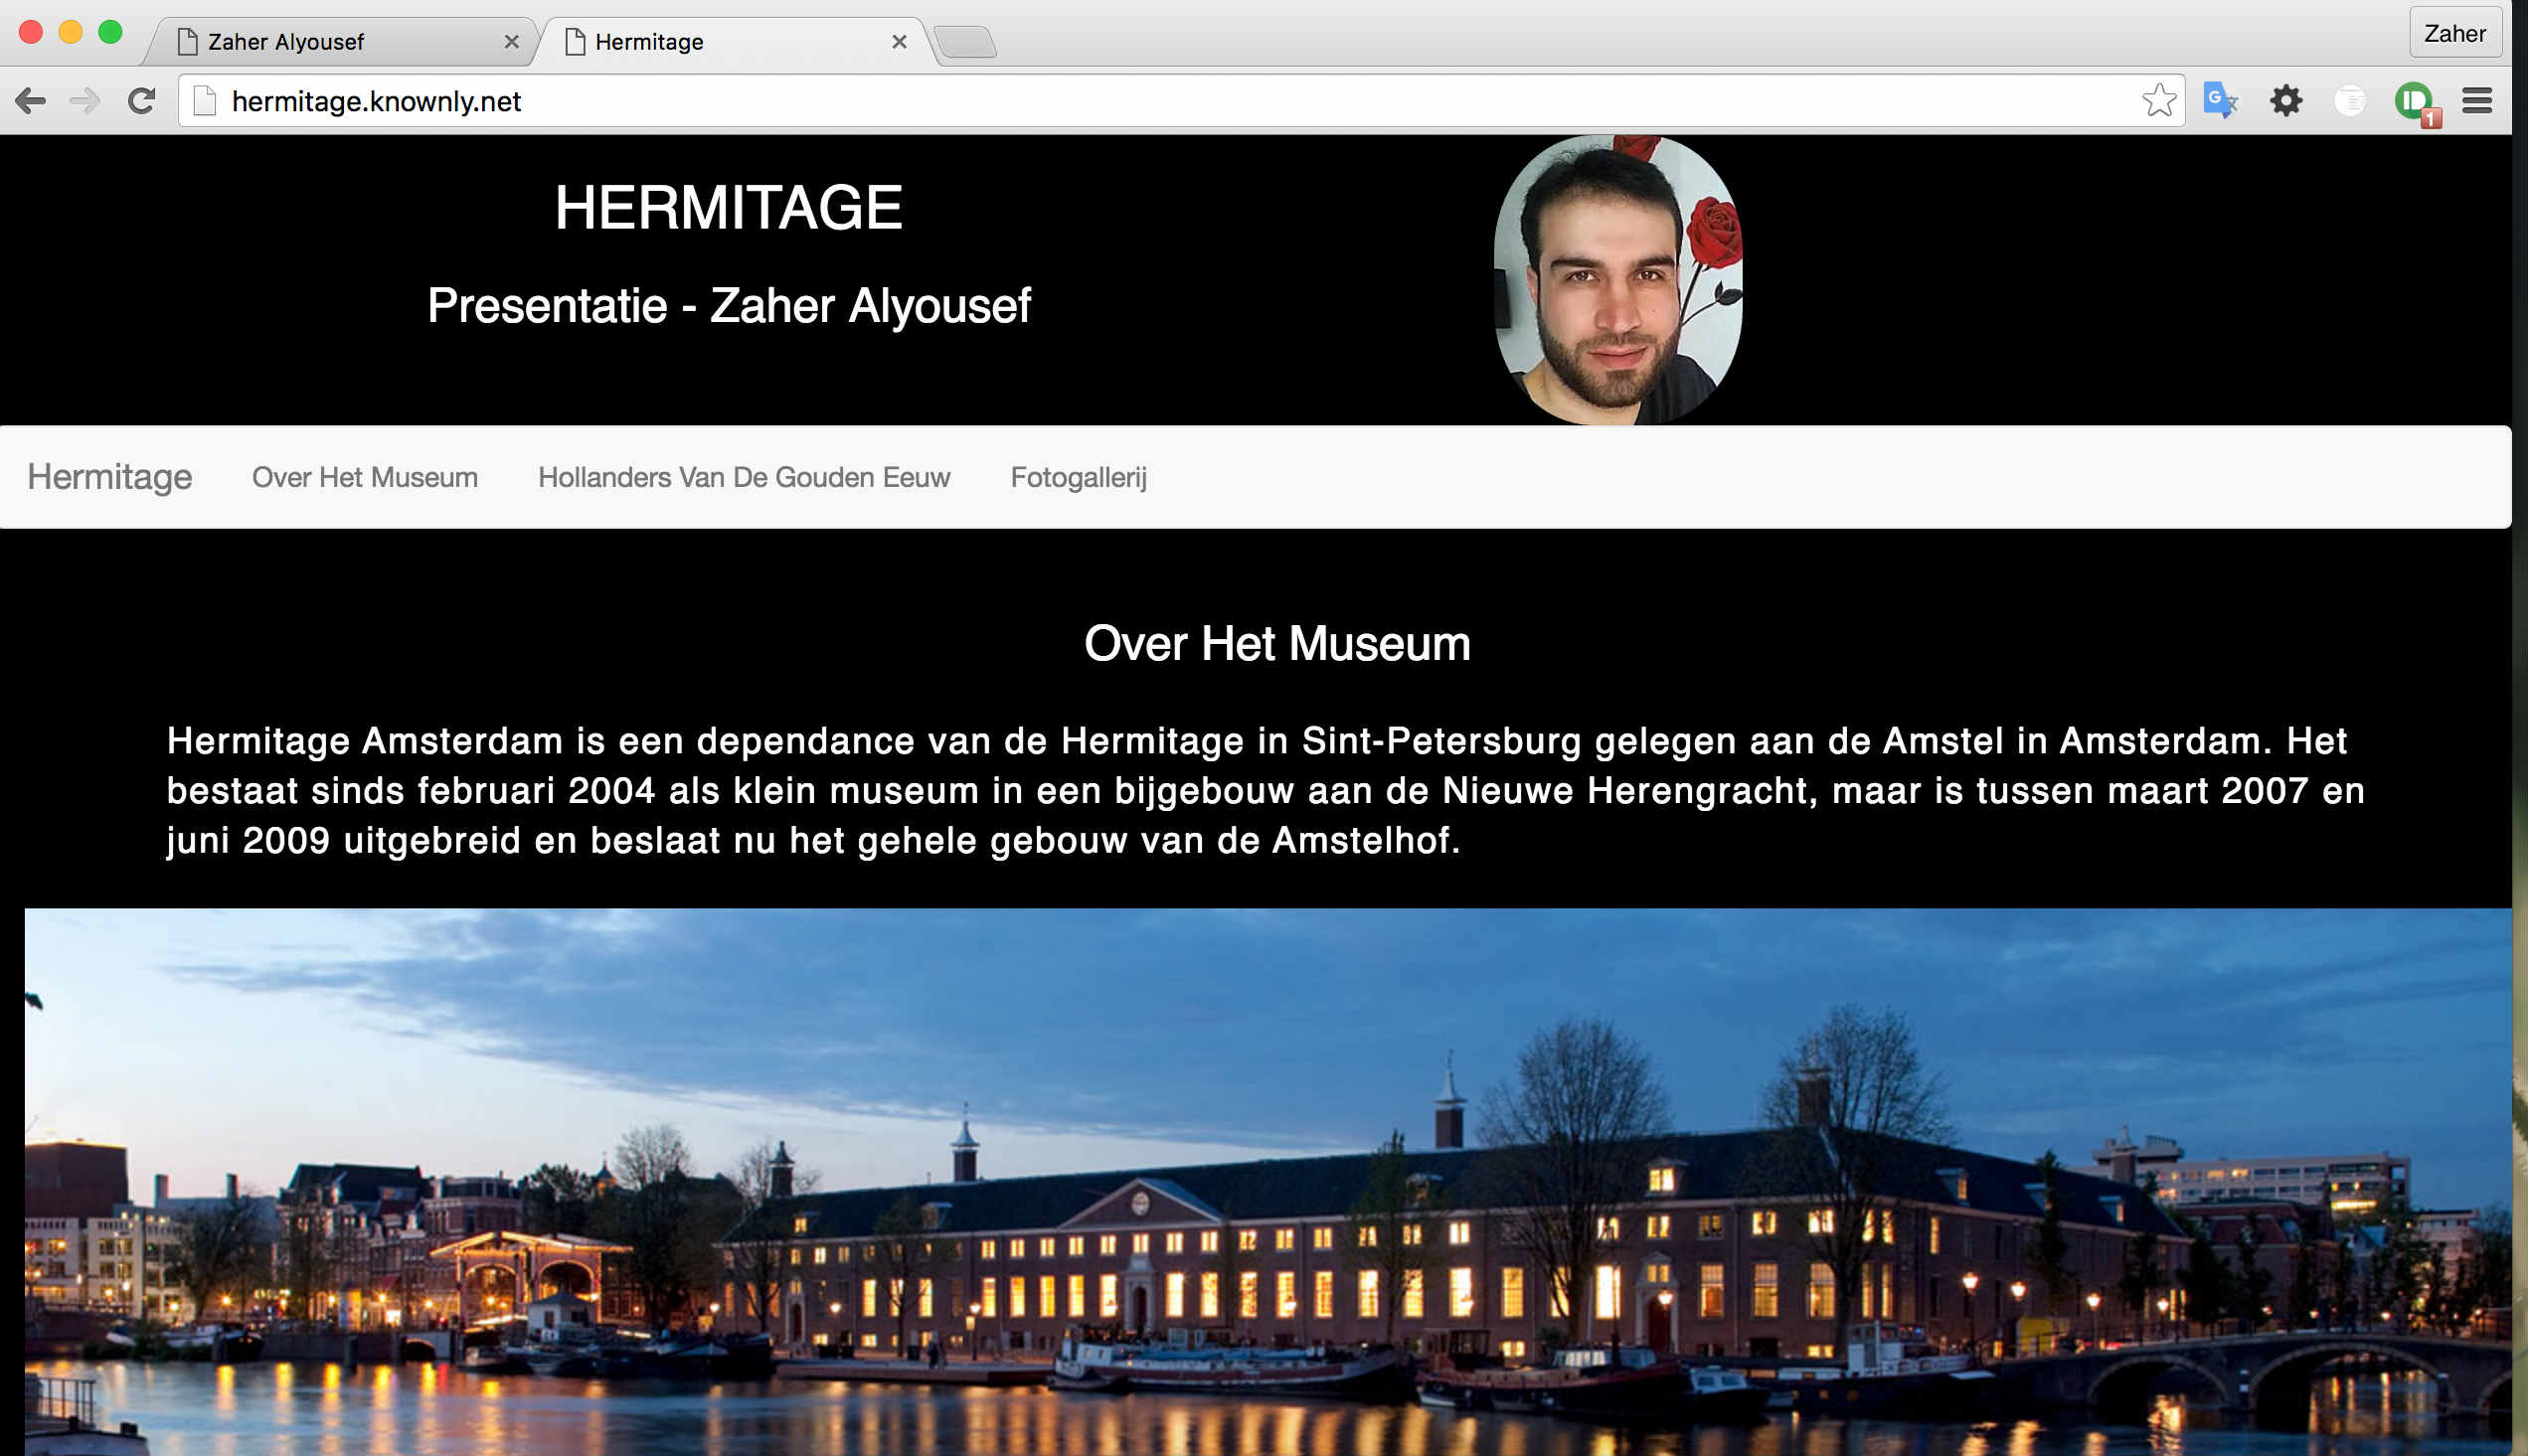 Zaher Alyousef
Hermitage
Zaher
hermitage.knownly.net
1
HERMITAGE
Presentatie - Zaher Alyousef
Hermitage
Over Het Museum
Hollanders Van De Gouden Eeuw
Fotogallerij
Over Het Museum
Hermitage Amsterdam is een dependance van de Hermitage in Sint-Petersburg gelegen aan de Amstel in Amsterdam. Het
bestaat sinds februari 2004 als klein museum in een bijgebouw aan de Nieuwe Herengracht, maar is tussen maart 2007 en
juni 2009 uitgebreid en beslaat nu het gehele gebouw van de Amstelhof.